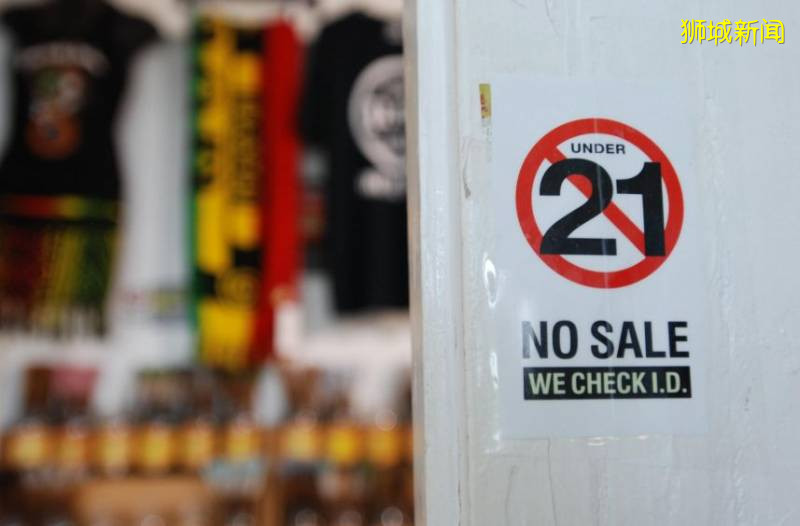 狮城新闻
UNDER
21
NO SALE
WE CHECK I.D.